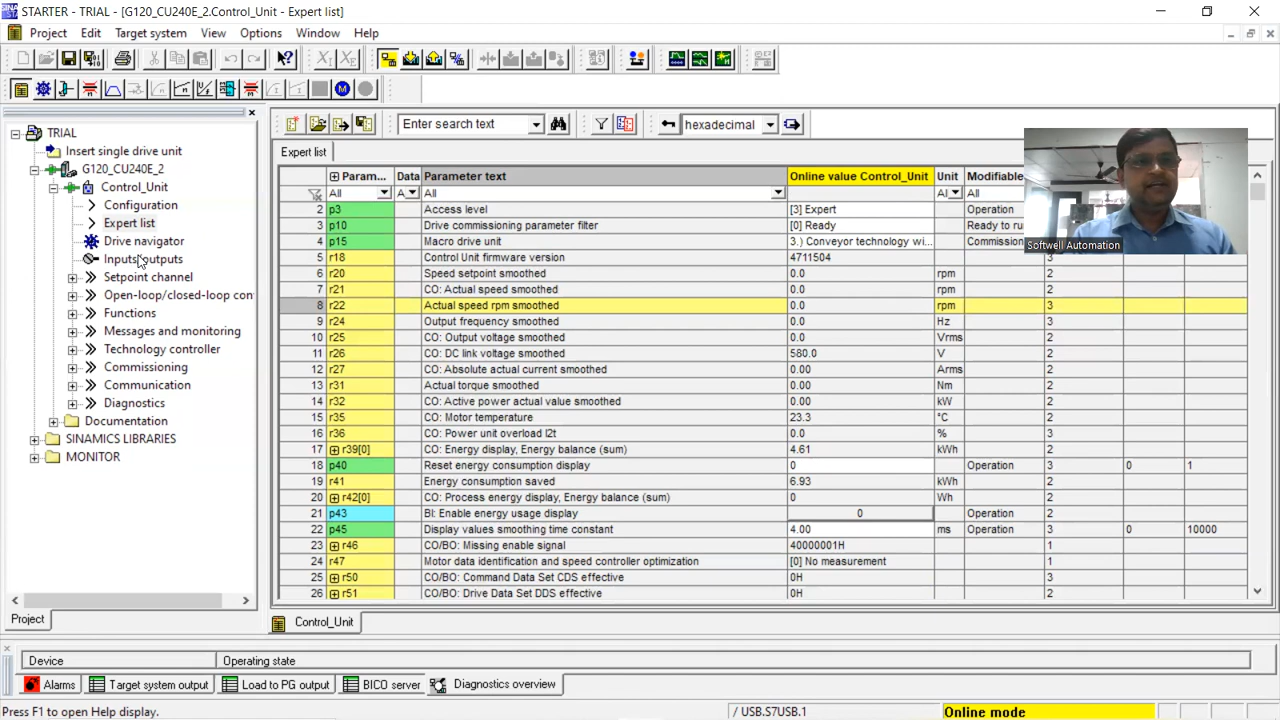 STARTER - TRIAL - [G120_CU240E_2.Control_Unit - Expert list]
Project Edit Target system View Options Window Help
Enter search text hexadecimal
TRIAL
Insert single drive unit
G120_CU240E_2
Control_Unit
Configuration
Expert list
Drive navigator
Inputs/outputs
Setpoint channel
Open-loop/closed-loop con
Functions
Messages and monitoring
Technology controller
Commissioning
Communication
Diagnostics
Documentation
SINAMICS LIBRARIES
MONITOR
Project
Expert list
Param... Data Parameter text Online value Control_Unit Unit Modifiable
All A... All Al All
2 p3 Access level [3] Expert Operation
3 p10 Drive commissioning parameter filter [0] Ready Ready to ru
4 p15 Macro drive unit 3.) Conveyor technology wi... Commission
5 r18 Control Unit firmware version 4711504 3
6 r20 Speed setpoint smoothed 0.0 rpm 2
7 r21 CO: Actual speed smoothed 0.0 rpm 2
8 r22 Actual speed rpm smoothed 0.0 rpm 3
9 r24 Output frequency smoothed 0.0 Hz 3
10 r25 CO: Output voltage smoothed 0.0 Vrms 2
11 r26 CO: DC link voltage smoothed 580.0 V 2
12 r27 CO: Absolute actual current smoothed 0.00 Arms 2
13 r31 Actual torque smoothed 0.00 Nm 2
14 r32 CO: Active power actual value smoothed 0.00 kW 2
15 r35 CO: Motor temperature 23.3 °C 2
16 r36 CO: Power unit overload I2t 0.0 % 3
17 r39[0] CO: Energy display, Energy balance (sum) 4.61 kWh 2
18 p40 Reset energy consumption display 0 Operation 3 0 1
19 r41 Energy consumption saved 6.93 kWh 2
20 r42[0] CO: Process energy display, Energy balance (sum) 0 Wh 2
21 p43 BI: Enable energy usage display 0 Operation 2
22 p45 Display values smoothing time constant 4.00 ms Operation 3 0 10000
23 r46 CO/BO: Missing enable signal 40000001H 1
24 r47 Motor data identification and speed controller optimization [0] No measurement 1
25 r50 CO/BO: Command Data Set CDS effective 0H 3
26 r51 CO/BO: Drive Data Set DDS effective 0H 2
Softwell Automation
Control_Unit
Device Operating state
Alarms Target system output Load to PG output BICO server Diagnostics overview
Press F1 to open Help display. / USB.S7USB.1 Online mode